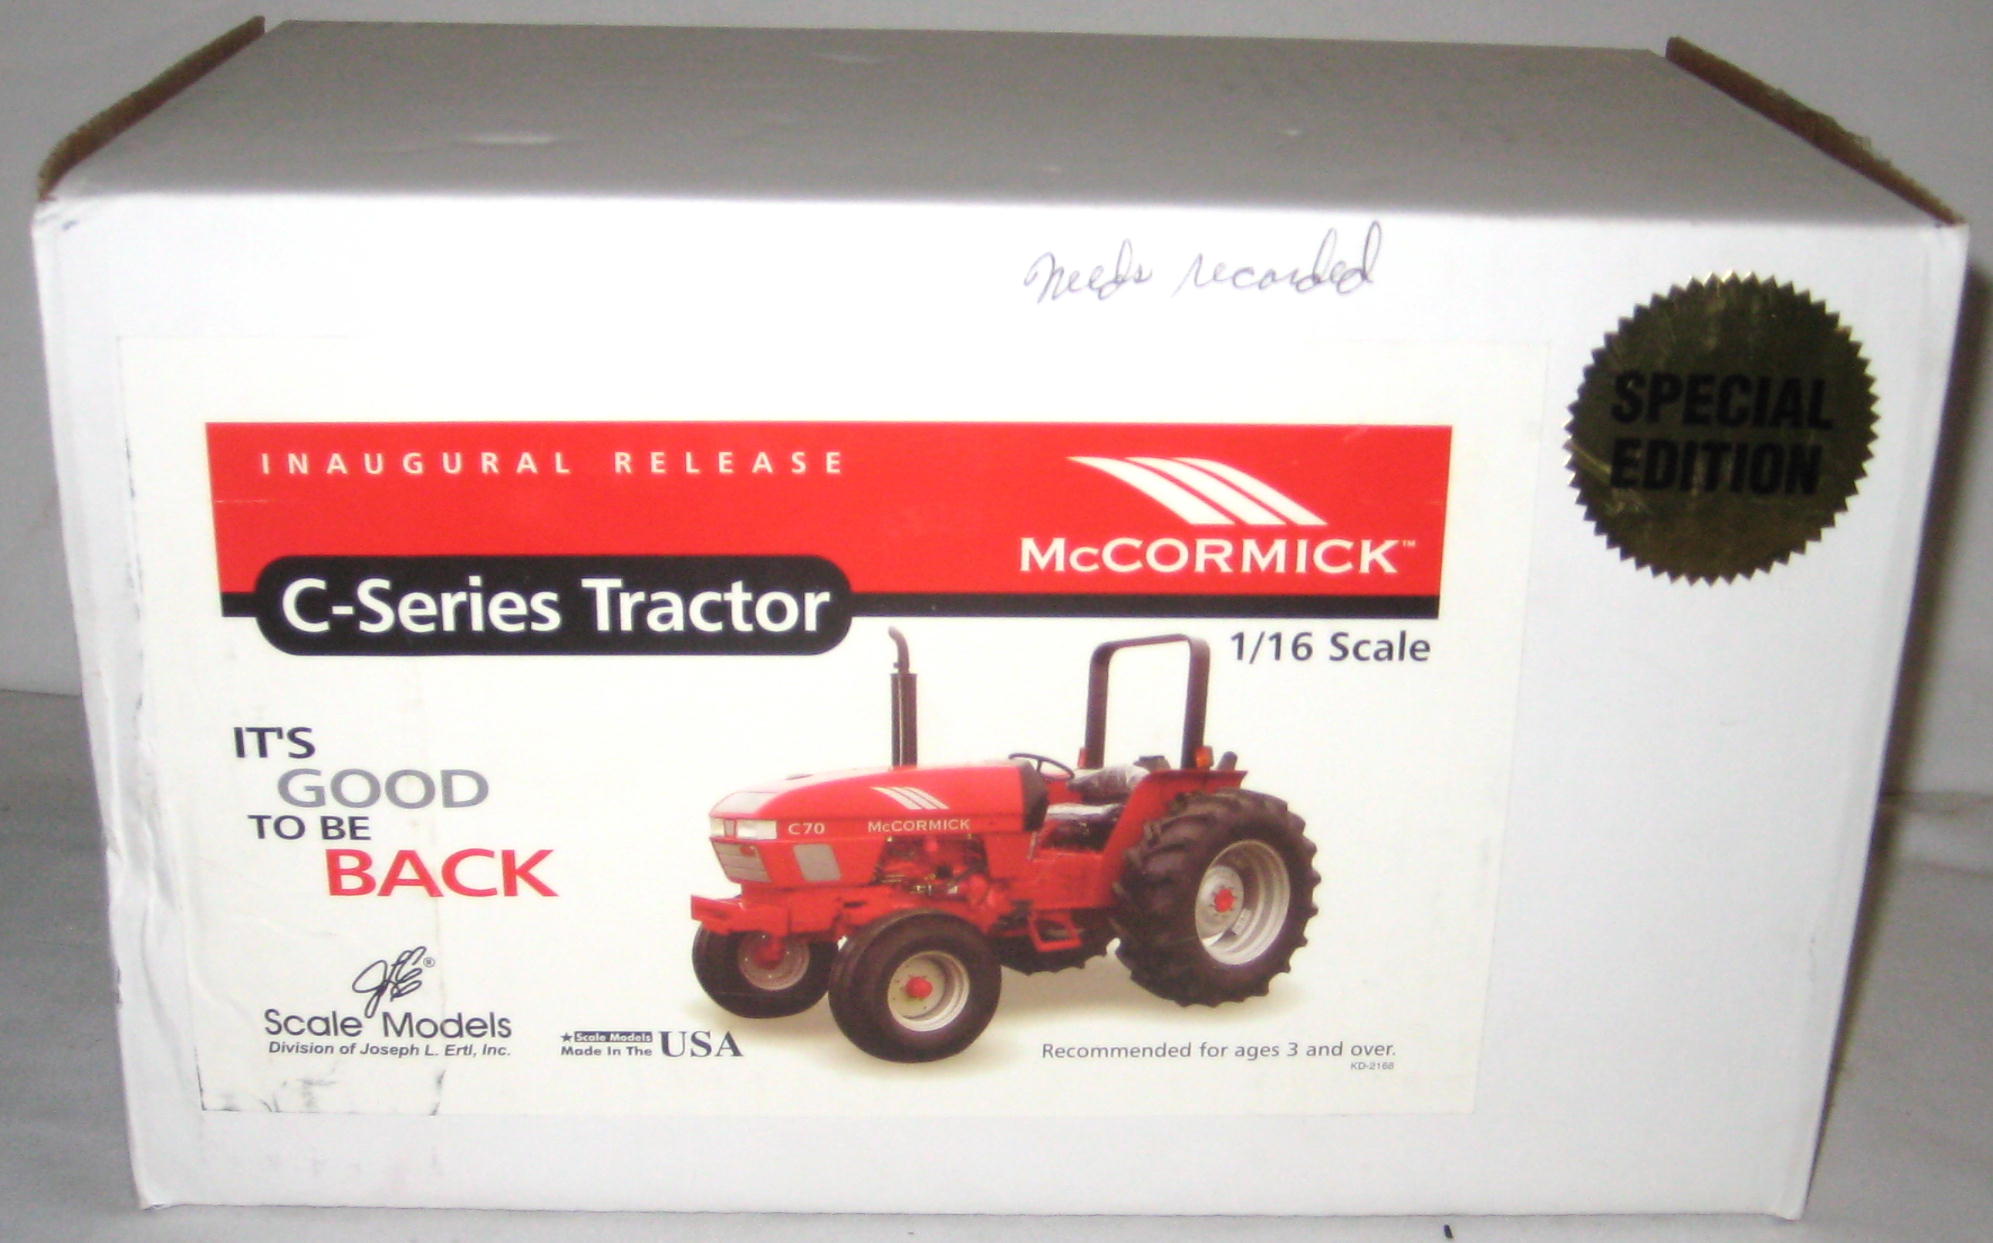 Needs recorded
SPECIAL
EDITION
INAUGURAL RELEASE
McCORMICK™
C-Series Tractor
1/16 Scale
IT'S
GOOD
TO BE
BACK
C70 McCORMICK
JLE®
Scale Models
Division of Joseph L. Ertl, Inc.
★Scale Models
Made In The USA
Recommended for ages 3 and over.
KD-2168